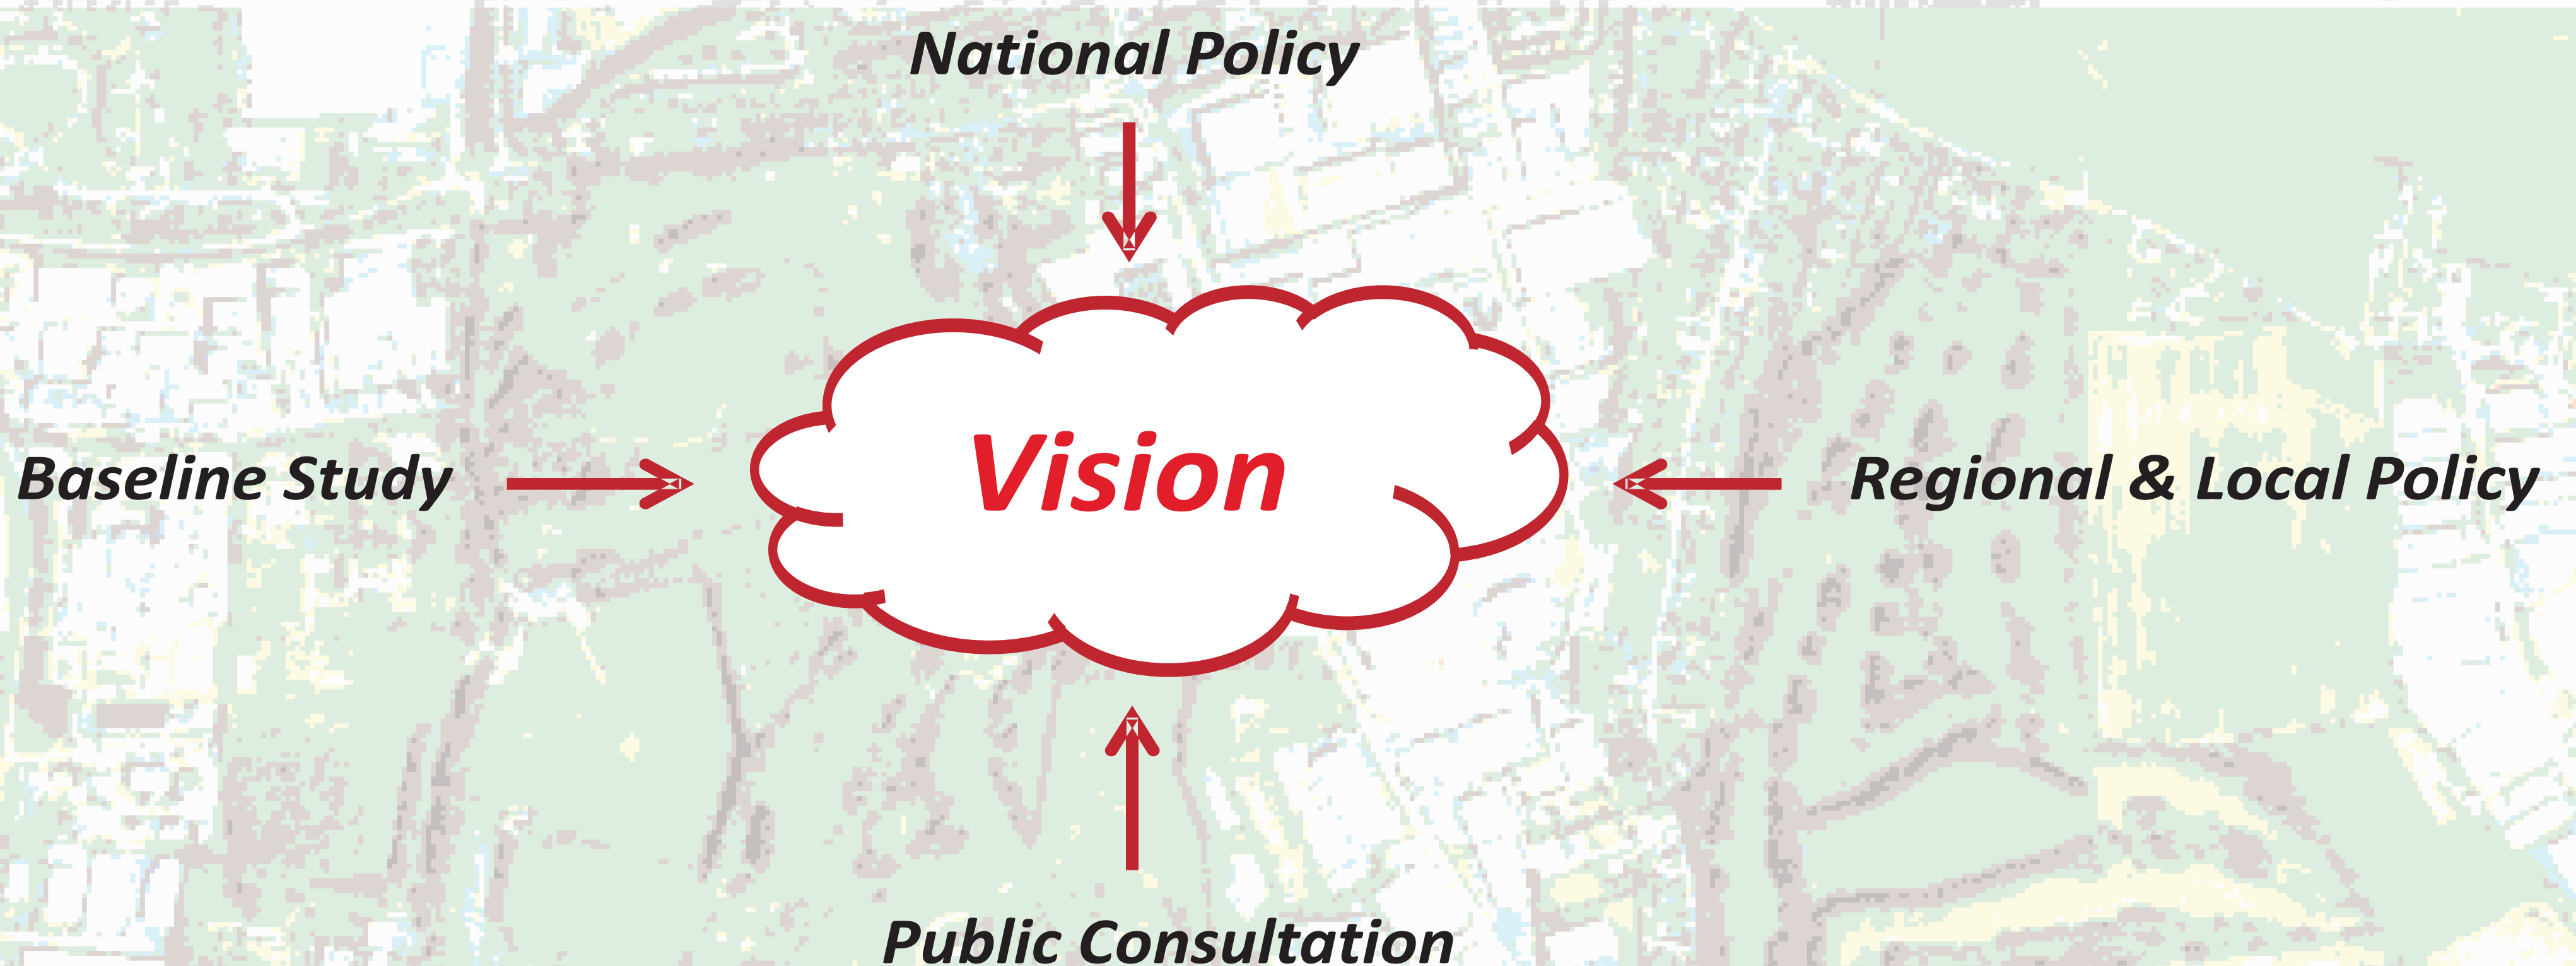 National Policy
Baseline Study
Vision
Regional & Local Policy
Public Consultation